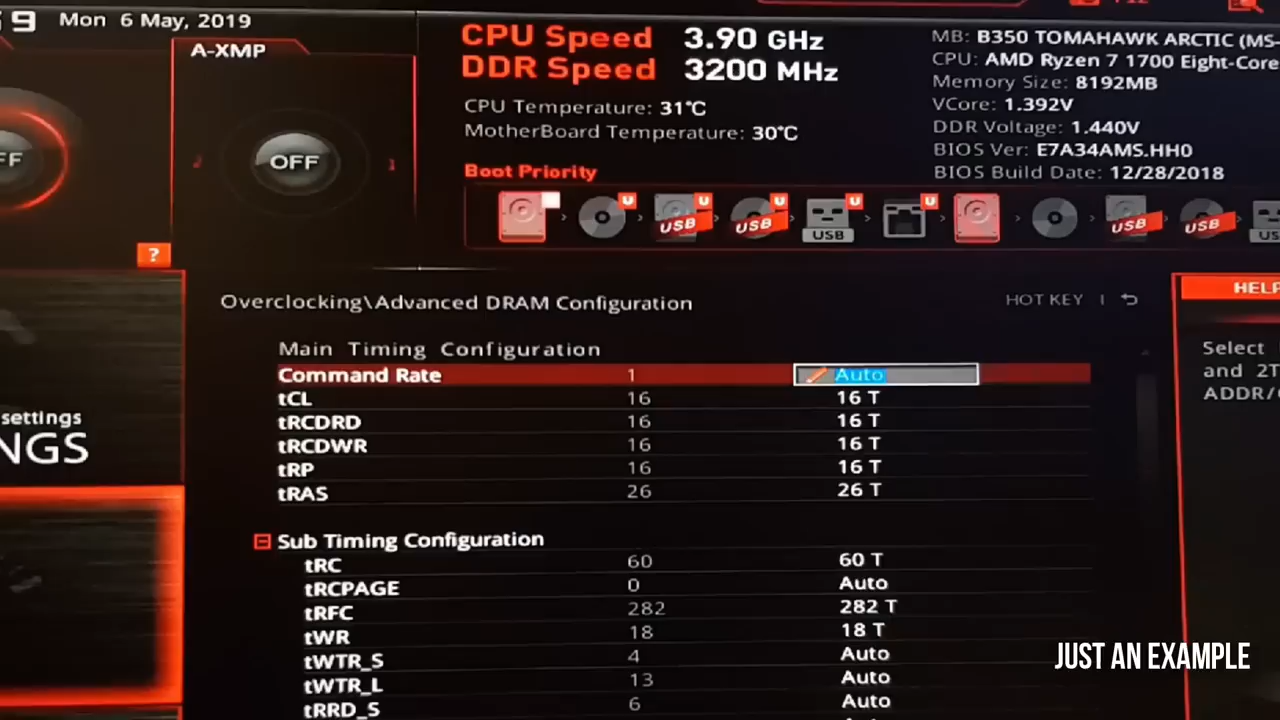 9 Mon 6 May, 2019
A-XMP
OFF
FF
CPU Speed 3.90 GHz
DDR Speed 3200 MHz
CPU Temperature: 31°C
MotherBoard Temperature: 30°C
MB: B350 TOMAHAWK ARCTIC (MS-
CPU: AMD Ryzen 7 1700 Eight-Core
Memory Size: 8192MB
VCore: 1.392V
DDR Voltage: 1.440V
BIOS Ver: E7A34AMS.HH0
BIOS Build Date: 12/28/2018
Boot Priority
U U U U U
USB USB USB USB USB US
?
settings
NGS
Overclocking\Advanced DRAM Configuration
HOT KEY |
HELP
Select
and 2T
ADDR/
Main Timing Configuration
Command Rate 1 Auto
tCL 16 16 T
tRCDRD 16 16 T
tRCDWR 16 16 T
tRP 16 16 T
tRAS 26 26 T
Sub Timing Configuration
tRC 60 60 T
tRCPAGE 0 Auto
tRFC 282 282 T
tWR 18 18 T
tWTR_S 4 Auto
tWTR_L 13 Auto
tRRD_S 6 Auto
JUST AN EXAMPLE